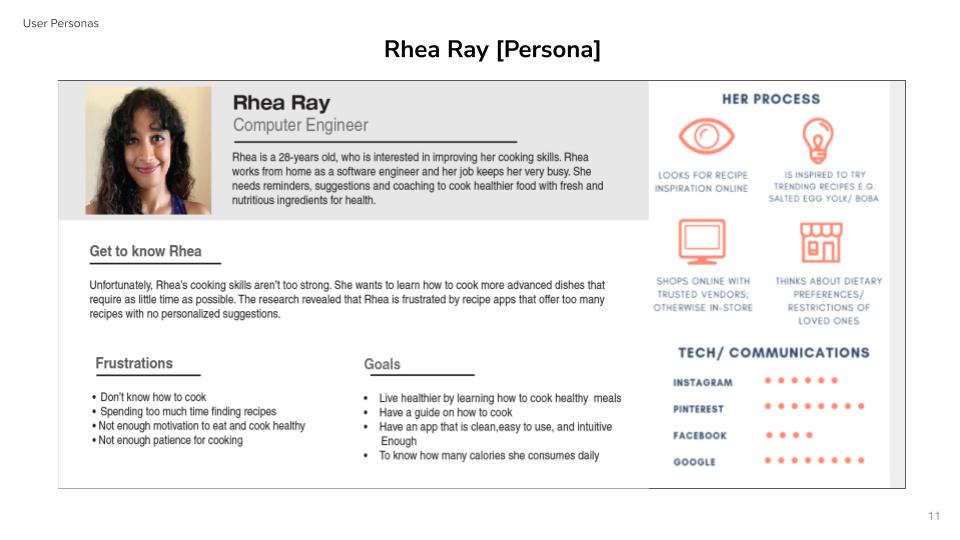 User Personas
Rhea Ray [Persona]
Rhea Ray
Computer Engineer
Rhea is a 28-years old, who is interested in improving her cooking skills. Rhea
works from home as a software engineer and her job keeps her very busy. She
needs reminders, suggestions and coaching to cook healthier food with fresh and
nutritious ingredients for health.
Get to know Rhea
Unfortunately, Rhea's cooking skills aren't too strong. She wants to learn how to cook more advanced dishes that
require as little time as possible. The research revealed that Rhea is frustrated by recipe apps that offer too many
recipes with no personalized suggestions.
Frustrations
• Don't know how to cook
• Spending too much time finding recipes
• Not enough motivation to eat and cook healthy
• Not enough patience for cooking
Goals
• Live healthier by learning how to cook healthy meals
• Have a guide on how to cook
• Have an app that is clean,easy to use, and intuitive
Enough
• To know how many calories she consumes daily
HER PROCESS
LOOKS FOR RECIPE
INSPIRATION ONLINE
IS INSPIRED TO TRY
TRENDING RECIPES E.G.
SALTED EGG YOLK/ BOBA
SHOPS ONLINE WITH
TRUSTED VENDORS;
OTHERWISE IN-STORE
THINKS ABOUT DIETARY
PREFERENCES/
RESTRICTIONS OF
LOVED ONES
TECH/ COMMUNICATIONS
INSTAGRAM
PINTEREST
FACEBOOK
GOOGLE
11